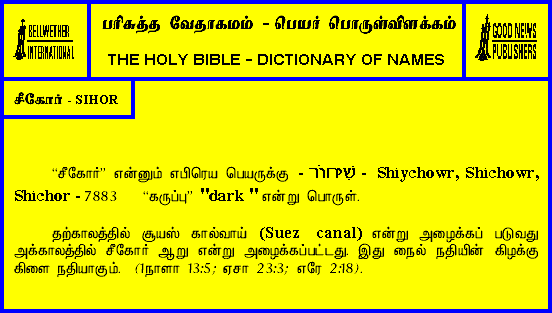 BELLWETHER
INTERNATIONAL
பரிசுத்த வேதாகமம் - பெயர் பொருள்விளக்கம்
THE HOLY BIBLE - DICTIONARY OF NAMES
GOOD NEWS
PUBLISHERS
சீகோர் - SIHOR
“சீகோர்” என்னும் எபிரெய பெயருக்கு - שׁיחוֹר - Shiychowr, Shichowr,
Shichor - 7883 “கருப்பு” "dark " என்று பொருள்.
தற்காலத்தில் சூயஸ் கால்வாய் (Suez canal) என்று அழைக்கப் படுவது
அக்காலத்தில் சீகோர் ஆறு என்று அழைக்கப்பட்டது. இது நைல் நதியின் கிழக்கு
கிளை நதியாகும். (1நாளா 13:5; ஏசா 23:3; எரே 2:18).